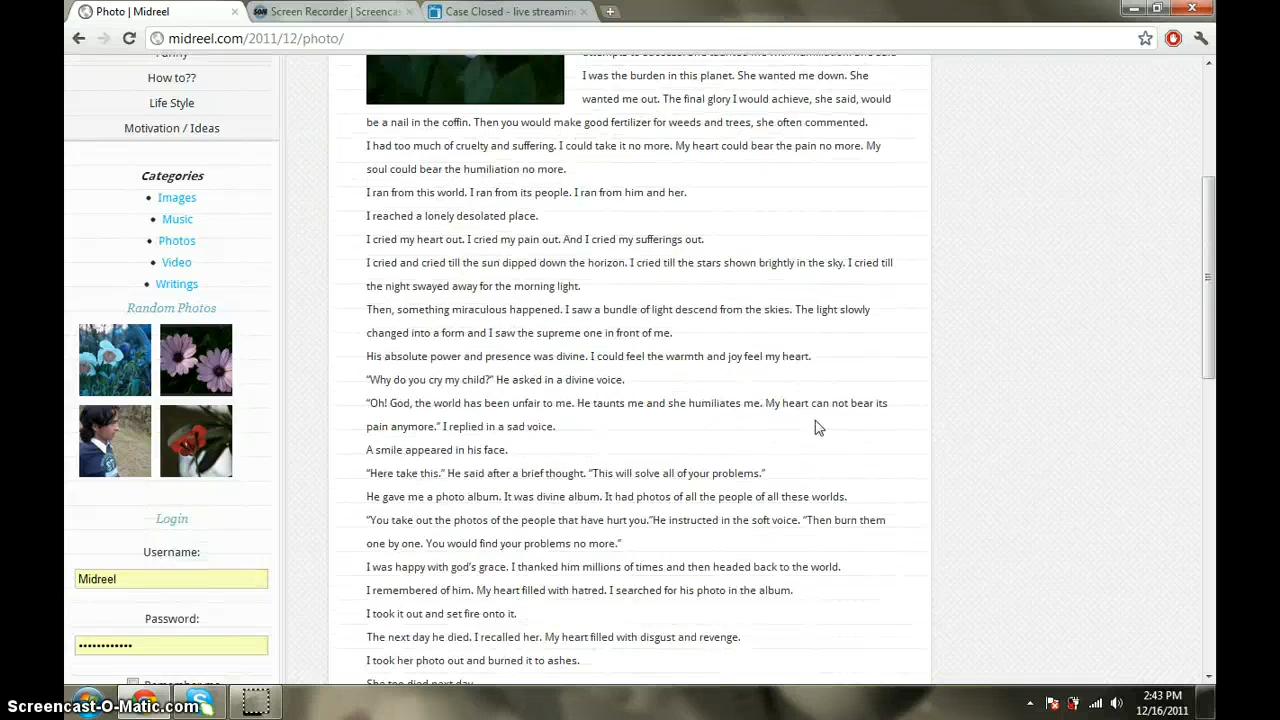 Photo | Midreel
Screen Recorder | Screencas
Case Closed - live streamin
midreel.com/2011/12/photo/
How to??
Life Style
Motivation / Ideas
Categories
Images
Music
Photos
Video
Writings
Random Photos
Login
Username:
Midreel
Password:
I was the burden in this planet. She wanted me down. She
wanted me out. The final glory I would achieve, she said, would
be a nail in the coffin. Then you would make good fertilizer for weeds and trees, she often commented.
I had too much of cruelty and suffering. I could take it no more. My heart could bear the pain no more. My
soul could bear the humiliation no more.
I ran from this world. I ran from its people. I ran from him and her.
I reached a lonely desolated place.
I cried my heart out. I cried my pain out. And I cried my sufferings out.
I cried and cried till the sun dipped down the horizon. I cried till the stars shown brightly in the sky. I cried till
the night swayed away for the morning light.
Then, something miraculous happened. I saw a bundle of light descend from the skies. The light slowly
changed into a form and I saw the supreme one in front of me.
His absolute power and presence was divine. I could feel the warmth and joy feel my heart.
“Why do you cry my child?” He asked in a divine voice.
“Oh! God, the world has been unfair to me. He taunts me and she humiliates me. My heart can not bear its
pain anymore.” I replied in a sad voice.
A smile appeared in his face.
“Here take this.” He said after a brief thought. “This will solve all of your problems.”
He gave me a photo album. It was divine album. It had photos of all the people of all these worlds.
“You take out the photos of the people that have hurt you.”He instructed in the soft voice. “Then burn them
one by one. You would find your problems no more.”
I was happy with god’s grace. I thanked him millions of times and then headed back to the world.
I remembered of him. My heart filled with hatred. I searched for his photo in the album.
I took it out and set fire onto it.
The next day he died. I recalled her. My heart filled with disgust and revenge.
I took her photo out and burned it to ashes.
She too died next day
2:43 PM
12/16/2011
Screencast-O-Matic.com